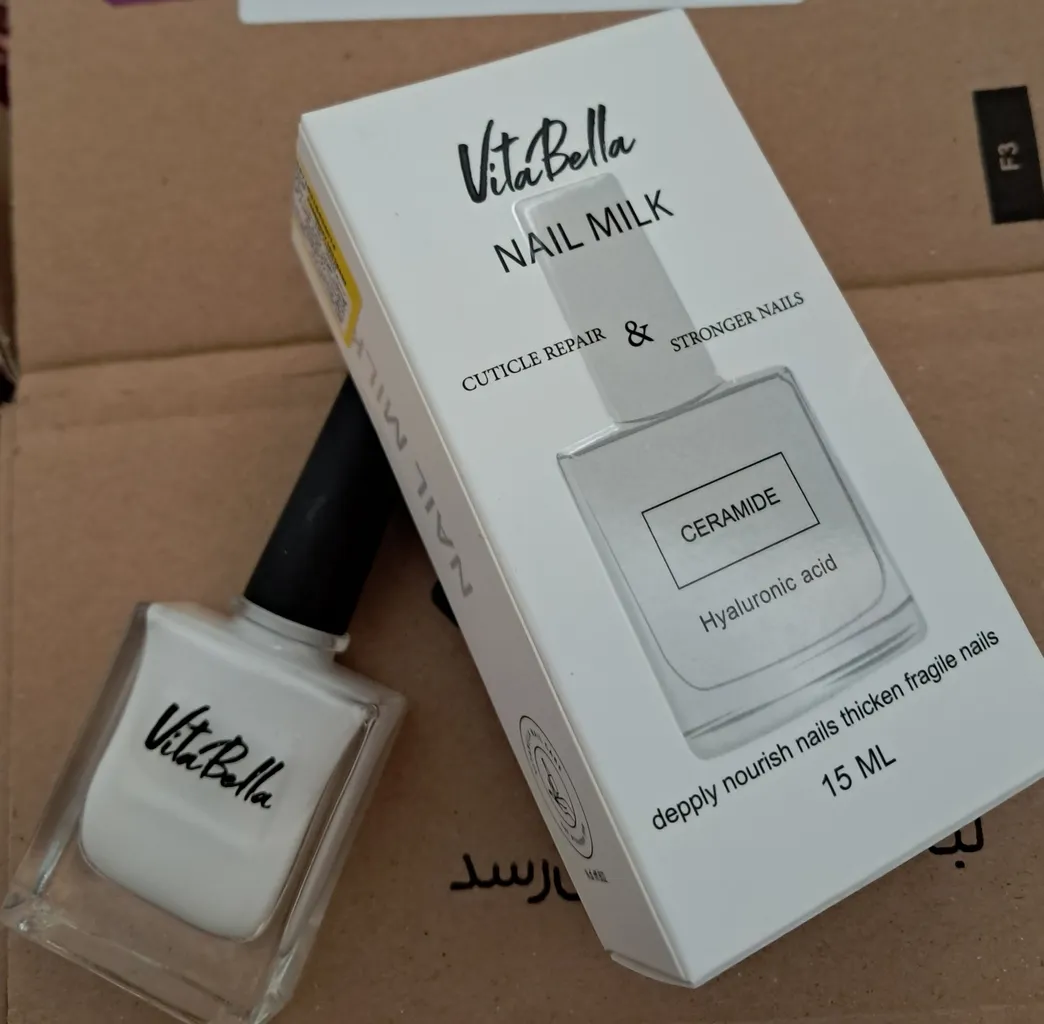 VitaBella
NAIL MILK
CUTICLE REPAIR & STRONGER NAILS
CERAMIDE
Hyaluronic acid
depply nourish nails thicken fragile nails
15 ML
NAIL MILK
VitaBella
F3